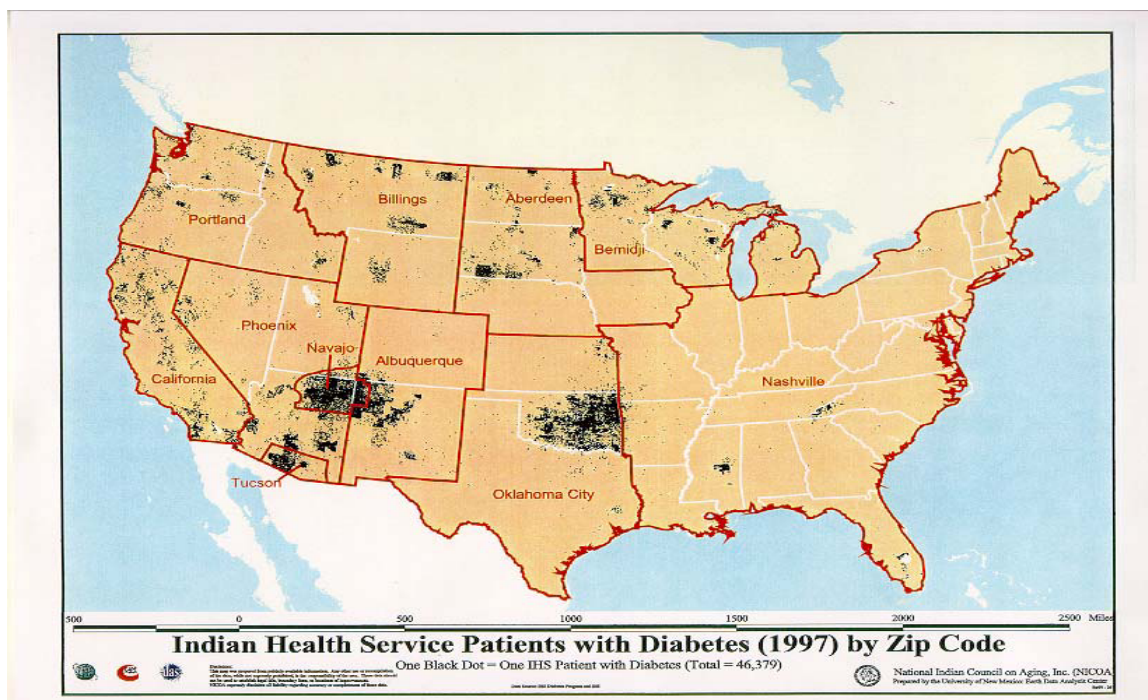 Billings
Aberdeen
Portland
Bemidji
Phoenix
Navajo
Albuquerque
California
Nashville
Tucson
Oklahoma City
500 0 500 1000 1500 2000 2500 Miles
Indian Health Service Patients with Diabetes (1997) by Zip Code
One Black Dot = One IHS Patient with Diabetes (Total = 46,379)
National Indian Council on Aging, Inc. (NICOA
Prepared by the University of New Mexico: Earth Data Analysis Center